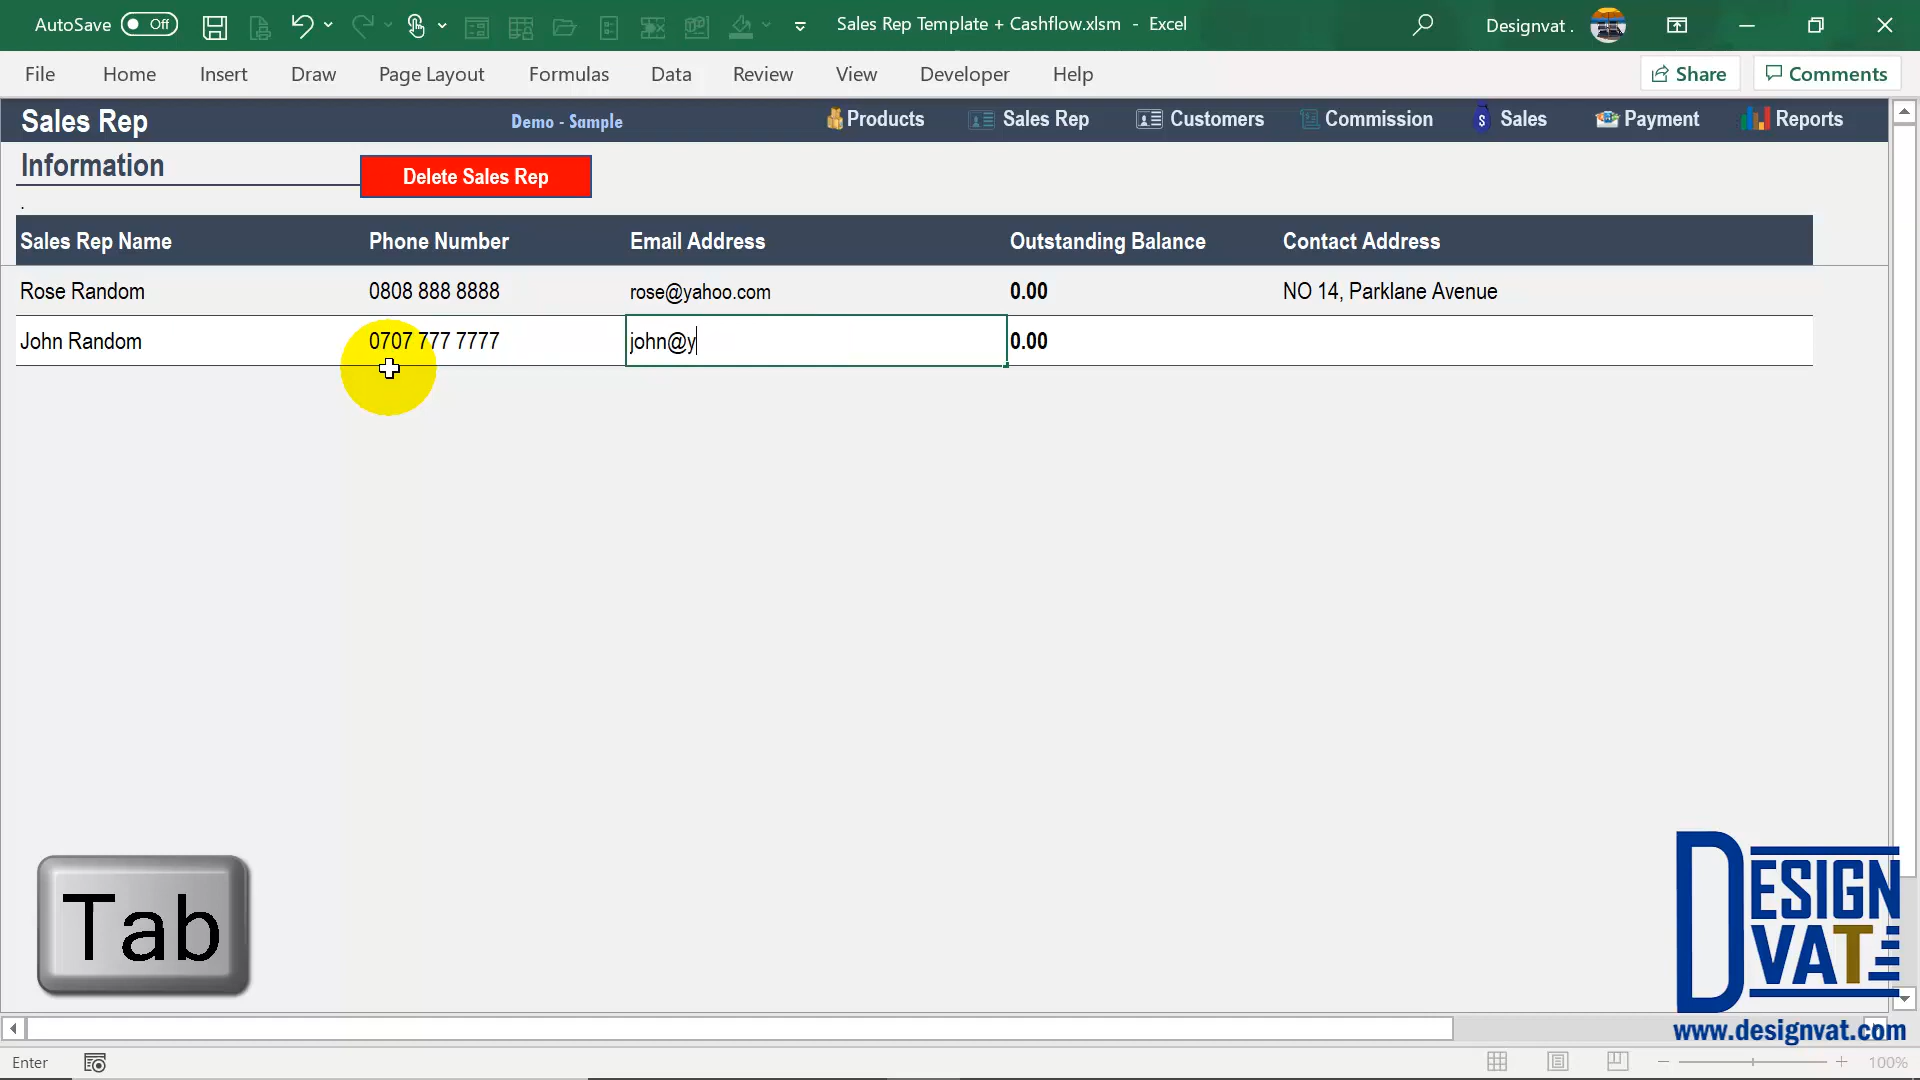 AutoSave Off Sales Rep Template + Cashflow.xlsm - Excel Designvat .
File Home Insert Draw Page Layout Formulas Data Review View Developer Help Share Comments
Sales Rep Demo - Sample Products Sales Rep Customers Commission $ Sales Payment Reports
Information
Delete Sales Rep
.
Sales Rep Name Phone Number Email Address Outstanding Balance Contact Address
Rose Random 0808 888 8888 rose@yahoo.com 0.00 NO 14, Parklane Avenue
John Random 0707 777 7777 john@y 0.00
Tab
DESIGN
VAT
www.designvat.com
Enter 100%